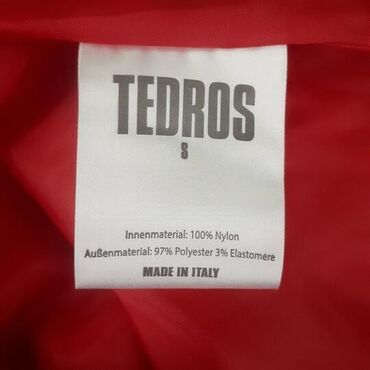 TEDROS
S
Innenmaterial: 100% Nylon
Außenmaterial: 97% Polyester 3% Elastomere
MADE IN ITALY